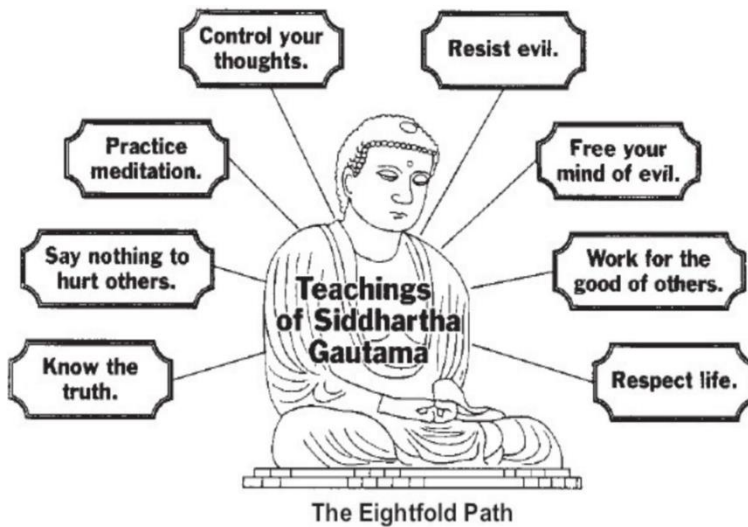 Control your
thoughts.
Resist evil.
Practice
meditation.
Free your
mind of evil.
Say nothing to
hurt others.
Work for the
good of others.
Know the
truth.
Respect life.
Teachings
of Siddhartha
Gautama
The Eightfold Path